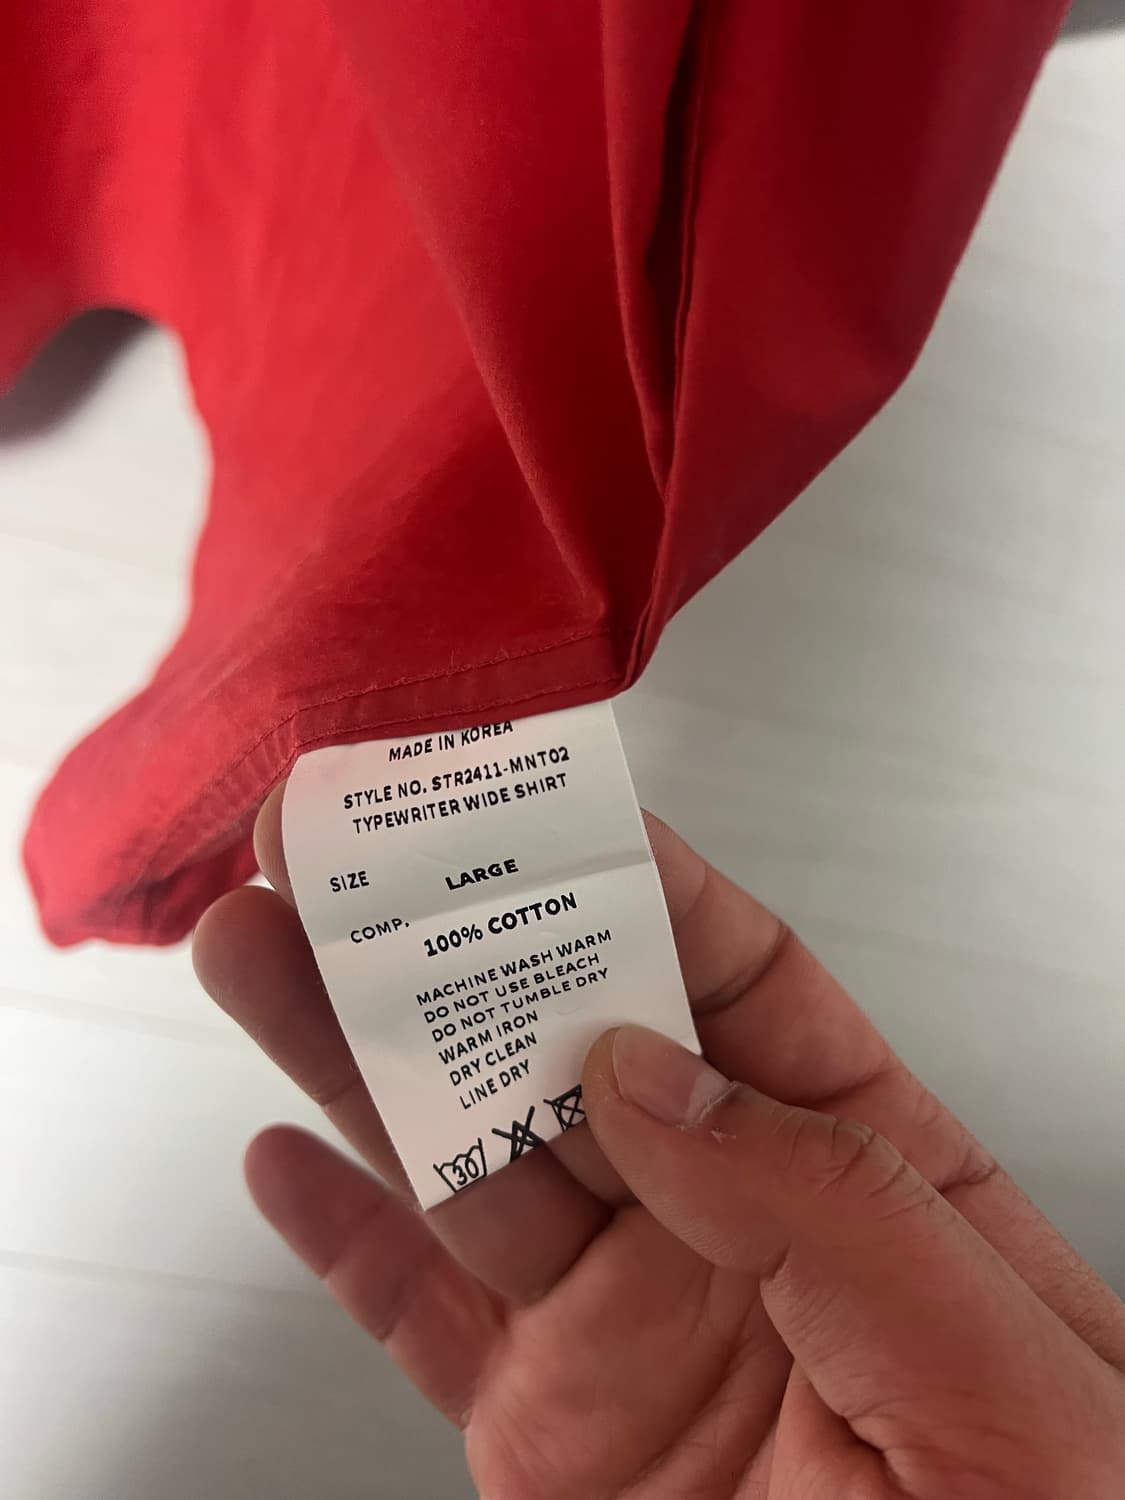 MADE IN KOREA
STYLE NO. STR2411-MNT02
TYPEWRITER WIDE SHIRT
SIZE LARGE
COMP. 100% COTTON
MACHINE WASH WARM
DO NOT USE BLEACH
DO NOT TUMBLE DRY
WARM IRON
DRY CLEAN
LINE DRY
30